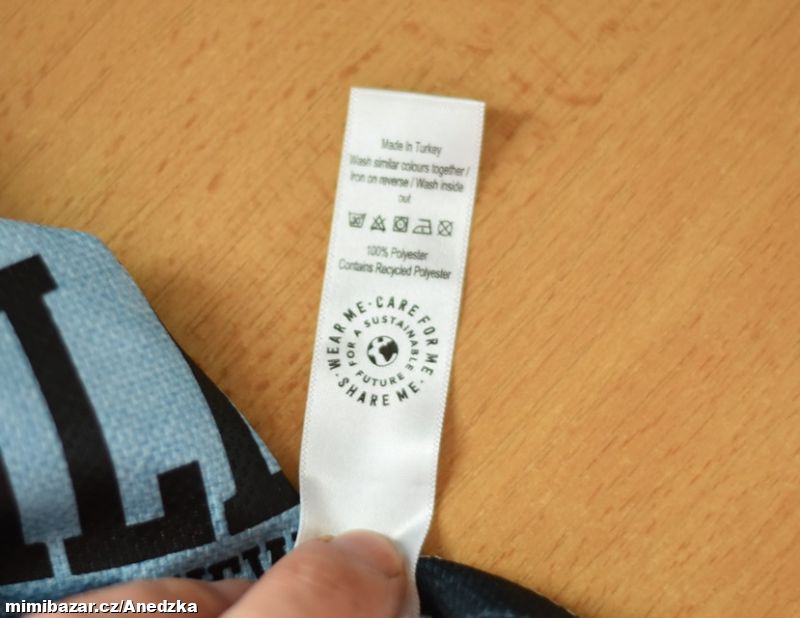 Made In Turkey
Wash similar colours together /
Iron on reverse / Wash inside
out
100% Polyester
Contains Recycled Polyester
WEAR ME · CARE FOR ME · SHARE ME ·
FOR A SUSTAINABLE FUTURE
mimibazar.cz/Anedzka